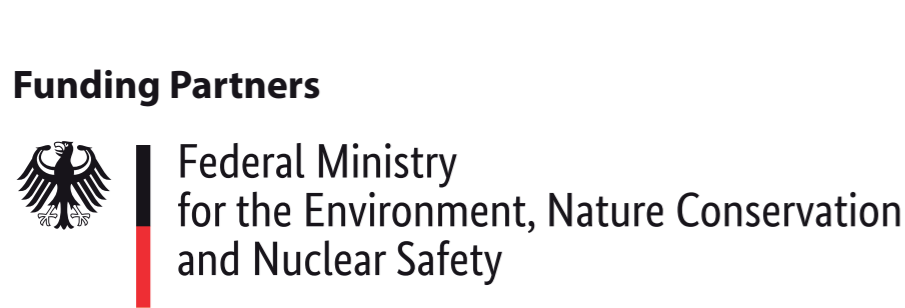 Funding Partners
Federal Ministry
for the Environment, Nature Conservation
and Nuclear Safety